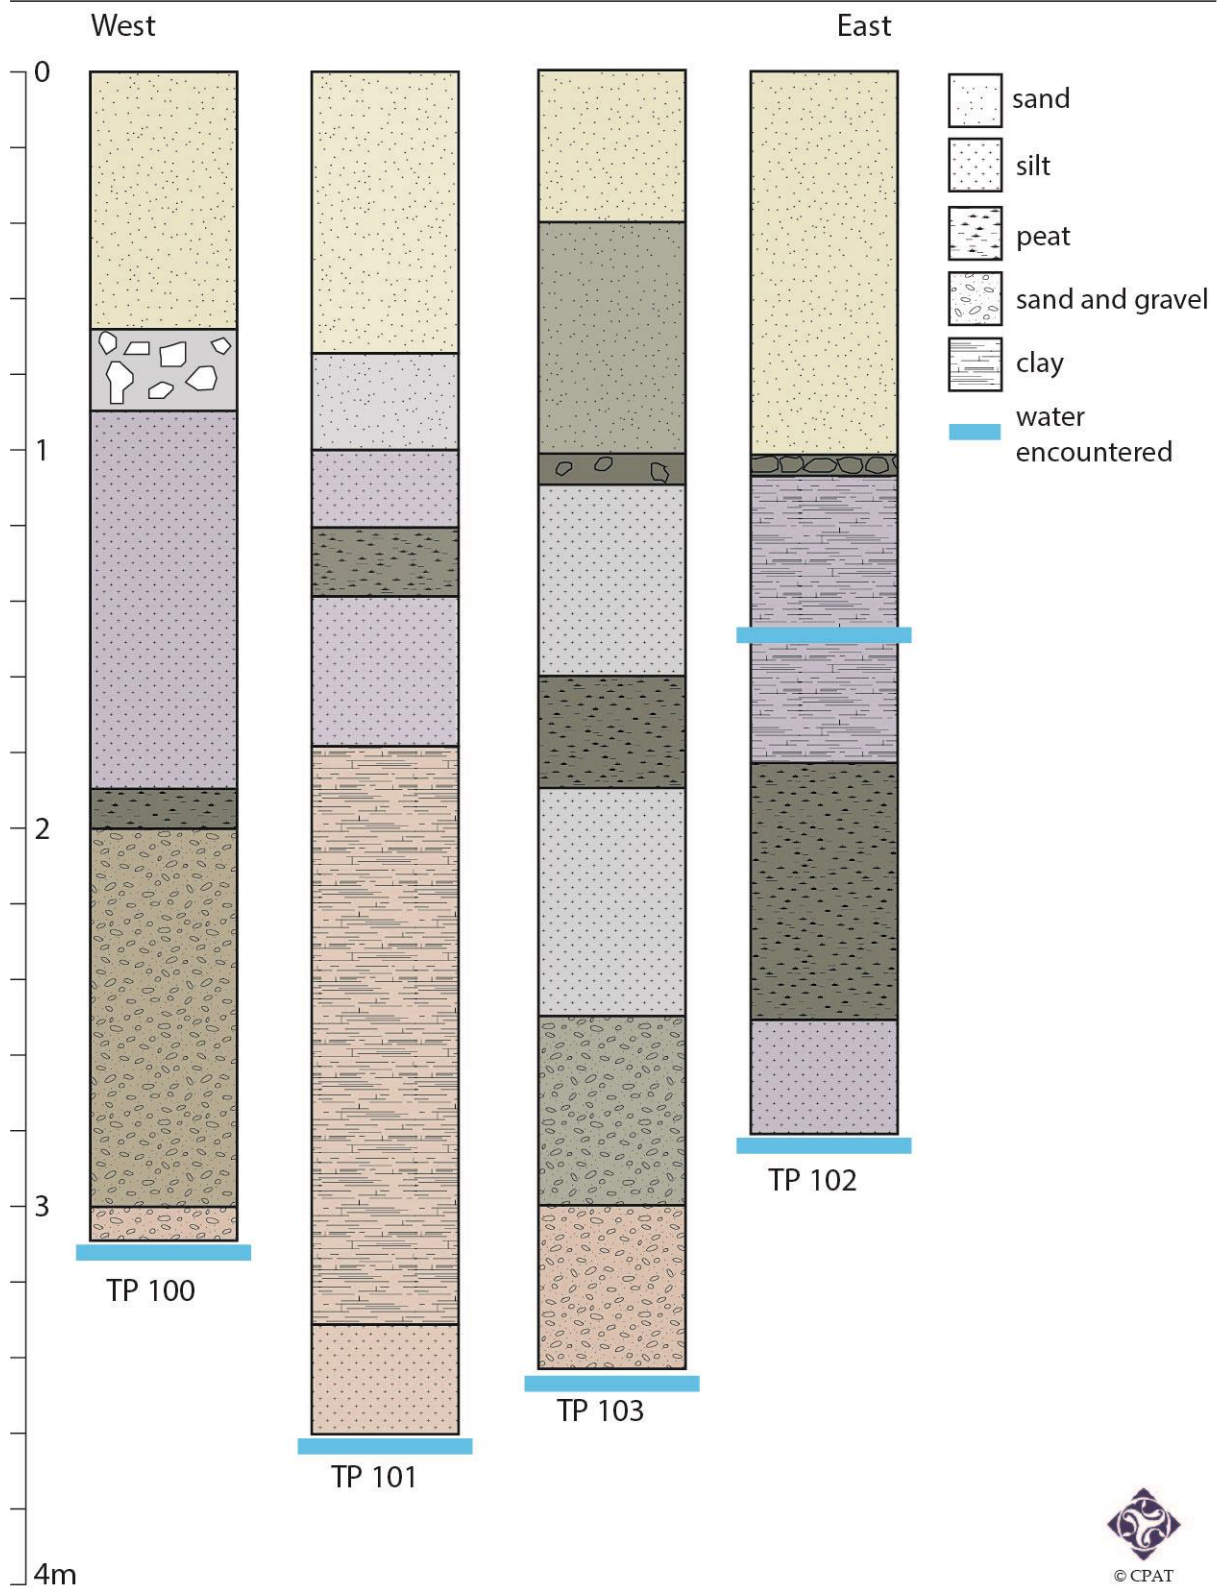 West
East
0
1
2
3
4m
sand
silt
peat
sand and gravel
clay
water
encountered
TP 100
TP 101
TP 103
TP 102
© CPAT